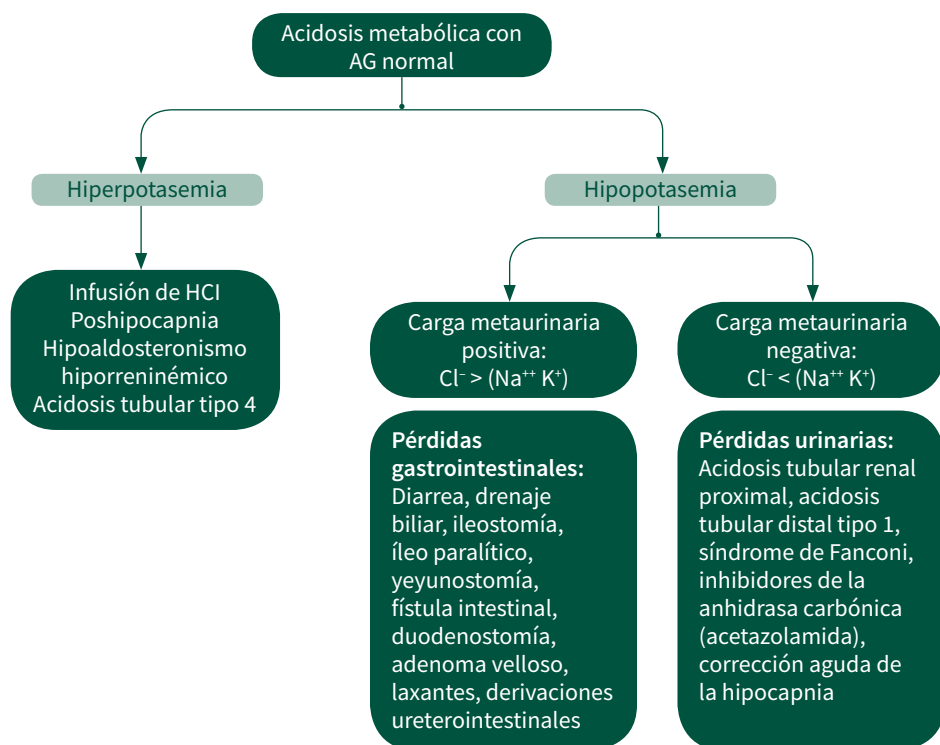 Acidosis metabólica con
AG normal
Hiperpotasemia
Hipopotasemia
Infusión de HCI
Poshipocapnia
Hipoaldosteronismo
hiporreninémico
Acidosis tubular tipo 4
Carga metaurinaria
positiva:
Cl⁻ > (Na⁺⁺ K⁺)
Carga metaurinaria
negativa:
Cl⁻ < (Na⁺⁺ K⁺)
Pérdidas
gastrointestinales:
Diarrea, drenaje
biliar, ileostomía,
íleo paralítico,
yeyunostomía,
fístula intestinal,
duodenostomía,
adenoma velloso,
laxantes, derivaciones
ureterointestinales
Pérdidas urinarias:
Acidosis tubular renal
proximal, acidosis
tubular distal tipo 1,
síndrome de Fanconi,
inhibidores de la
anhidrasa carbónica
(acetazolamida),
corrección aguda de
la hipocapnia